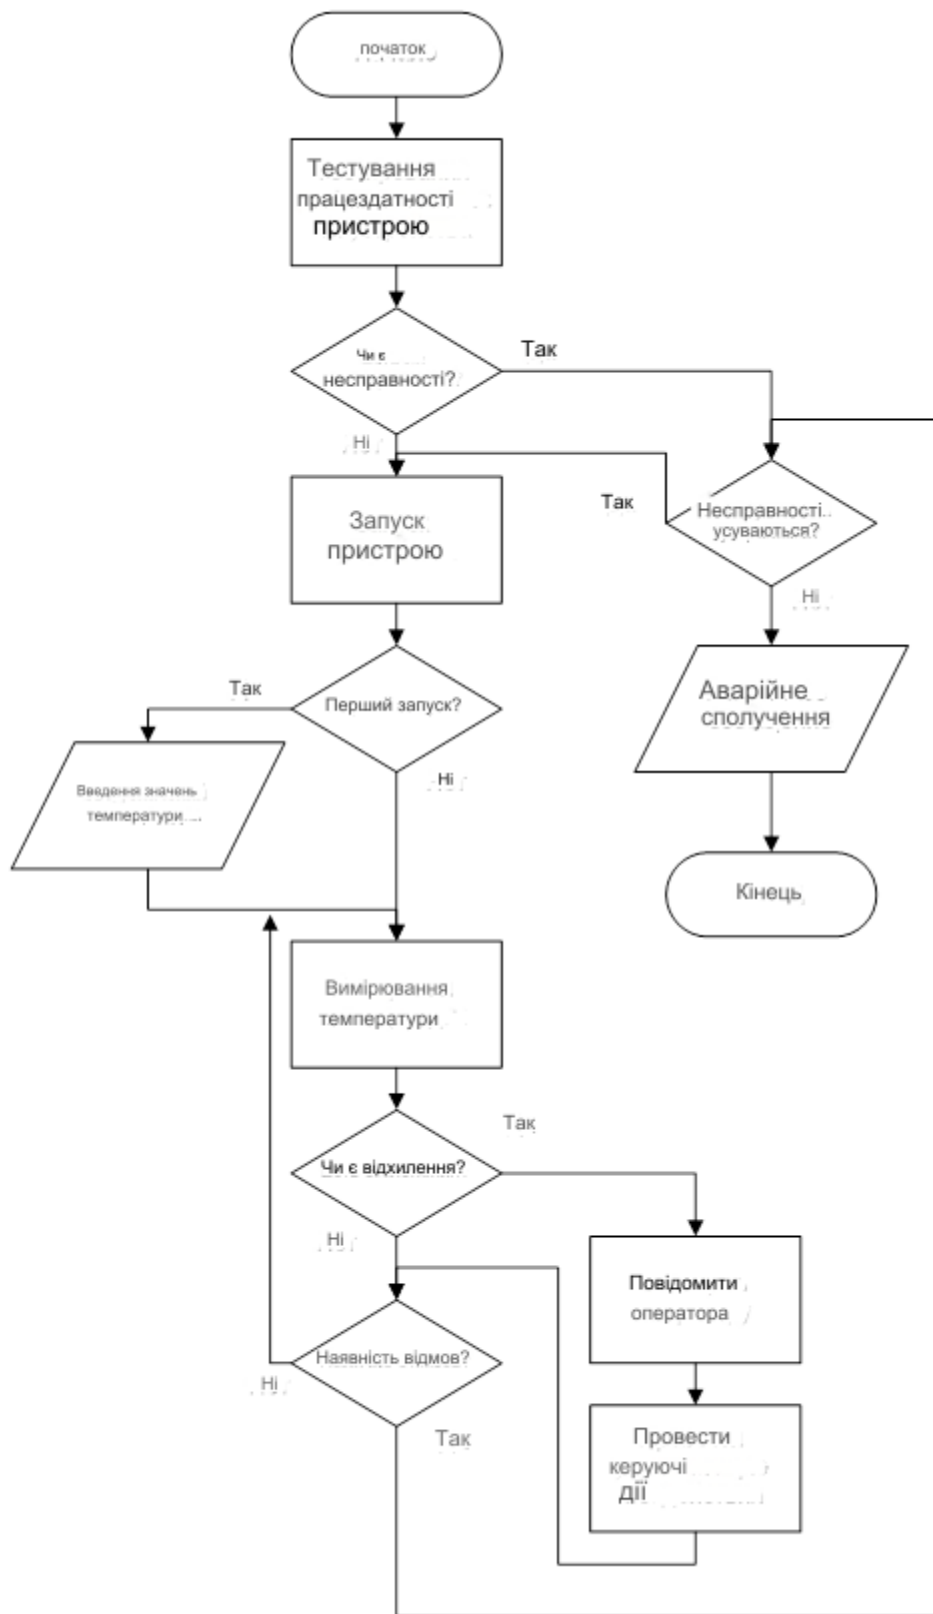 початок
Тестування
працездатності
пристрою
Чи є
несправності?
Так
Ні
Запуск
пристрою
Так
Несправності
усуваються?
Ні
Перший запуск?
Так
Ні
Аварійне
сполучення
Введення значень
температури
Кінець
Вимірювання
температури
Чи є відхилення?
Так
Ні
Повідомити
оператора
Наявність відмов?
Ні
Так
Провести
керуючі
дії